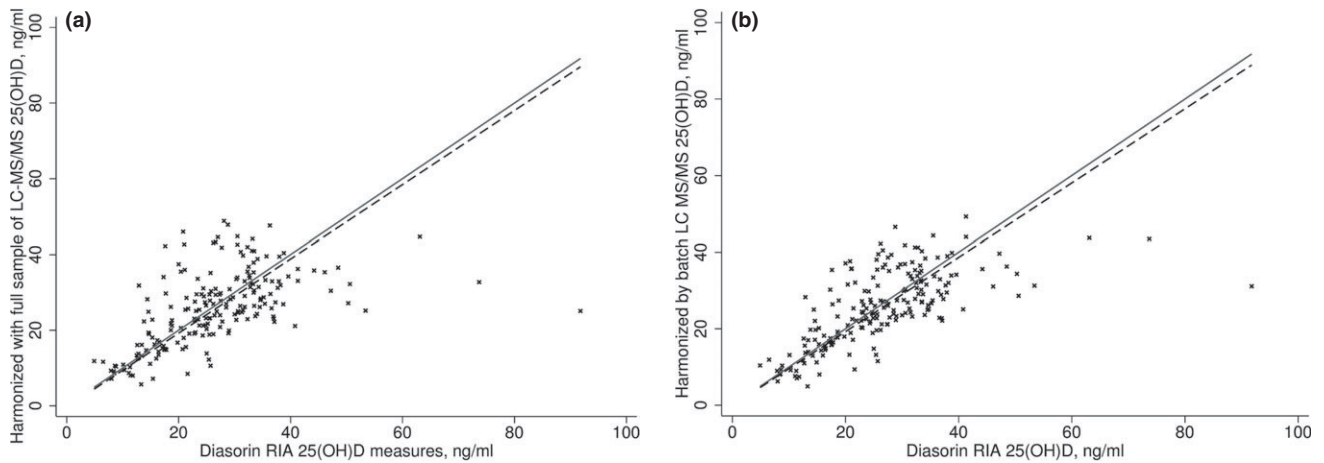 (a)
Harmonized with full sample of LC-MS/MS 25(OH)D, ng/ml
100
80
60
40
20
0
0 20 40 60 80 100
Diasorin RIA 25(OH)D measures, ng/ml
(b)
Harmonized by batch LC MS/MS 25(OH)D, ng/ml
100
80
60
40
20
0
0 20 40 60 80 100
Diasorin RIA 25(OH)D, ng/ml